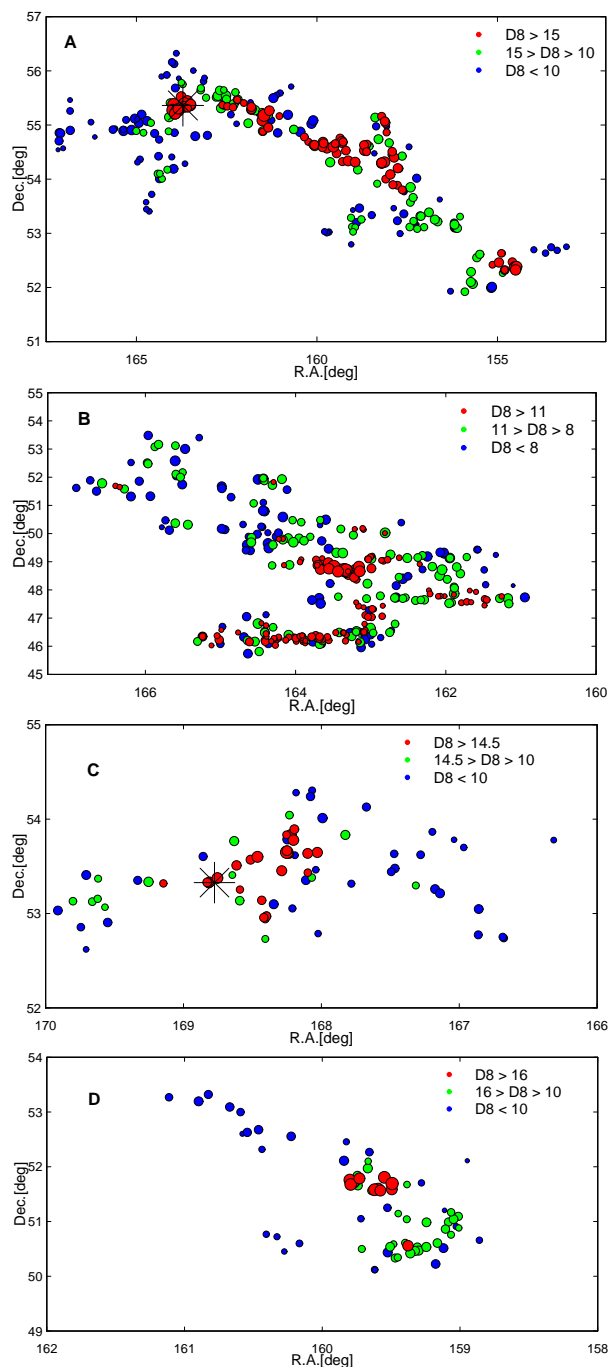 57
A
D8 > 15
15 > D8 > 10
D8 < 10
56
55
54
53
52
51
Dec.[deg]
165
160
155
R.A.[deg]
55
B
D8 > 11
11 > D8 > 8
D8 < 8
54
53
52
51
50
49
48
47
46
45
Dec.[deg]
166
164
162
160
R.A.[deg]
55
C
D8 > 14.5
14.5 > D8 > 10
D8 < 10
54
53
52
Dec.[deg]
170
169
168
167
166
R.A.[deg]
54
D
D8 > 16
16 > D8 > 10
D8 < 10
53
52
51
50
49
Dec.[deg]
162
161
160
159
158
R.A.[deg]